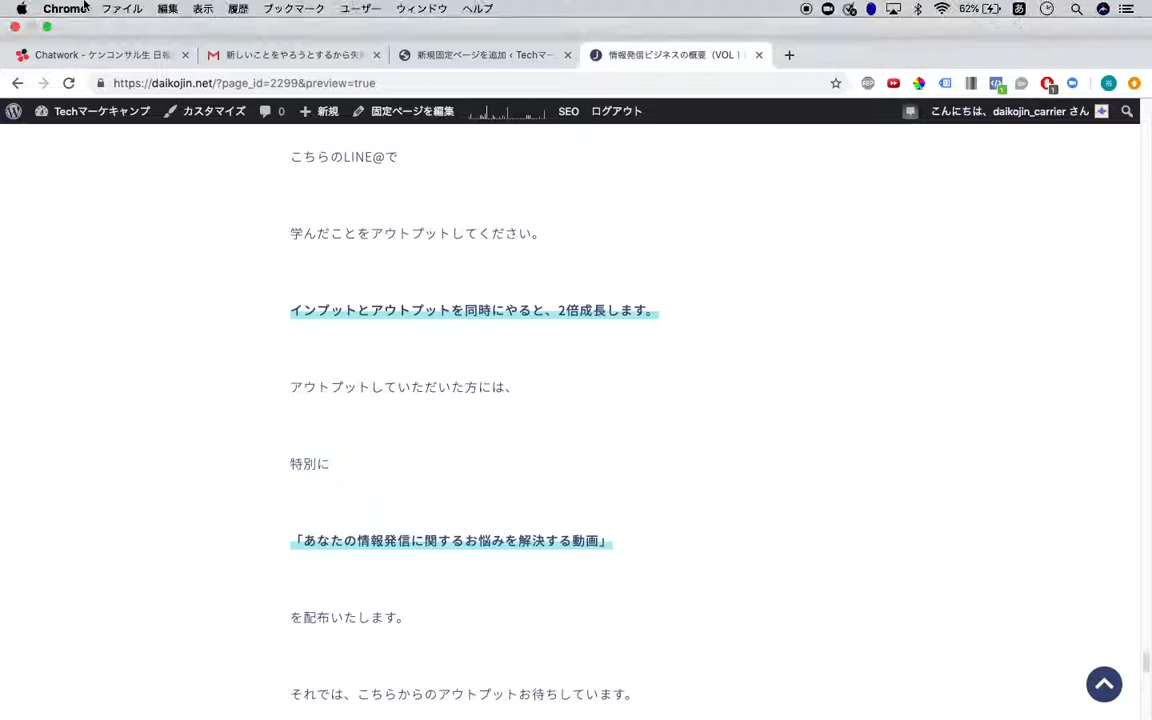 Chrome ファイル 編集 表示 履歴 ブックマーク ユーザー ウィンドウ ヘルプ 62% あ
Chatwork - ケンコンサル生 日報 新しいことをやろうとするから失 新規固定ページを追加 ‹ Techマー 情報発信ビジネスの概要（VOL 1
https://daikojin.net/?page_id=2299&preview=true
Techマーケキャンプ カスタマイズ 0 新規 固定ページを編集 SEO ログアウト こんにちは、daikojin_carrier さん
こちらのLINE@で
学んだことをアウトプットしてください。
インプットとアウトプットを同時にやると、2倍成長します。
アウトプットしていただいた方には、
特別に
「あなたの情報発信に関するお悩みを解決する動画」
を配布いたします。
それでは、こちらからのアウトプットお待ちしています。